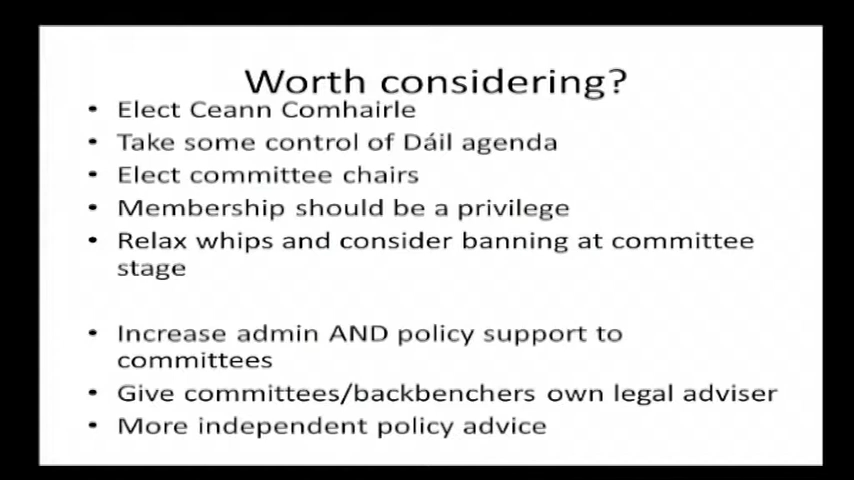 Worth considering?
• Elect Ceann Comhairle
• Take some control of Dáil agenda
• Elect committee chairs
• Membership should be a privilege
• Relax whips and consider banning at committee
stage
• Increase admin AND policy support to
committees
• Give committees/backbenchers own legal adviser
• More independent policy advice